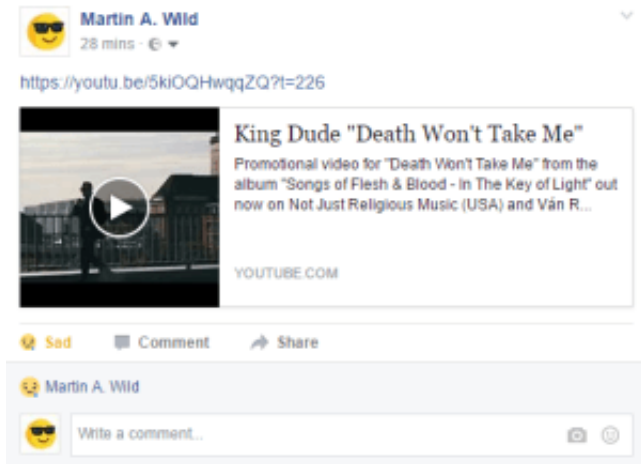 Martin A. Wild
28 mins
https://youtu.be/5kiOQHwqqZQ?t=226
King Dude "Death Won't Take Me"
Promotional video for "Death Won't Take Me" from the
album "Songs of Flesh & Blood - In The Key of Light" out
now on Not Just Religious Music (USA) and Ván R...
YOUTUBE.COM
Sad Comment Share
Martin A. Wild
Write a comment...